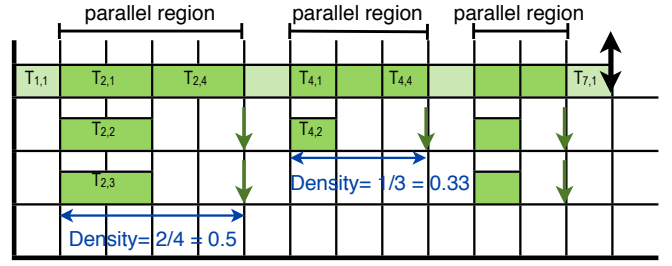 parallel region parallel region parallel region
T1,1 T2,1 T2,4 T4,1 T4,4 T7,1
T2,2 T4,2
T2,3
Density= 1/3 = 0.33
Density= 2/4 = 0.5